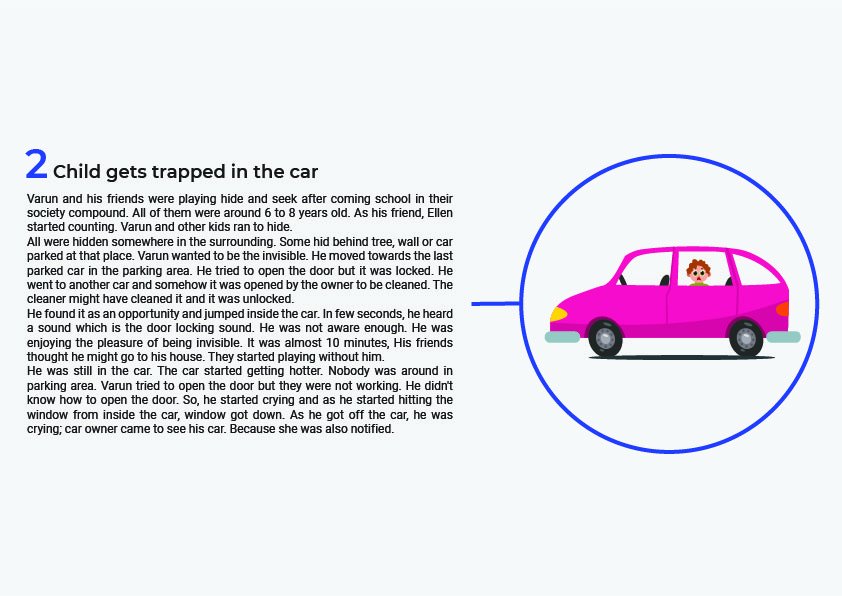 2 Child gets trapped in the car
Varun and his friends were playing hide and seek after coming school in their
society compound. All of them were around 6 to 8 years old. As his friend, Ellen
started counting. Varun and other kids ran to hide.
All were hidden somewhere in the surrounding. Some hid behind tree, wall or car
parked at that place. Varun wanted to be the invisible. He moved towards the last
parked car in the parking area. He tried to open the door but it was locked. He
went to another car and somehow it was opened by the owner to be cleaned. The
cleaner might have cleaned it and it was unlocked.
He found it as an opportunity and jumped inside the car. In few seconds, he heard
a sound which is the door locking sound. He was not aware enough. He was
enjoying the pleasure of being invisible. It was almost 10 minutes, His friends
thought he might go to his house. They started playing without him.
He was still in the car. The car started getting hotter. Nobody was around in
parking area. Varun tried to open the door but they were not working. He didn't
know how to open the door. So, he started crying and as he started hitting the
window from inside the car, window got down. As he got off the car, he was
crying; car owner came to see his car. Because she was also notified.